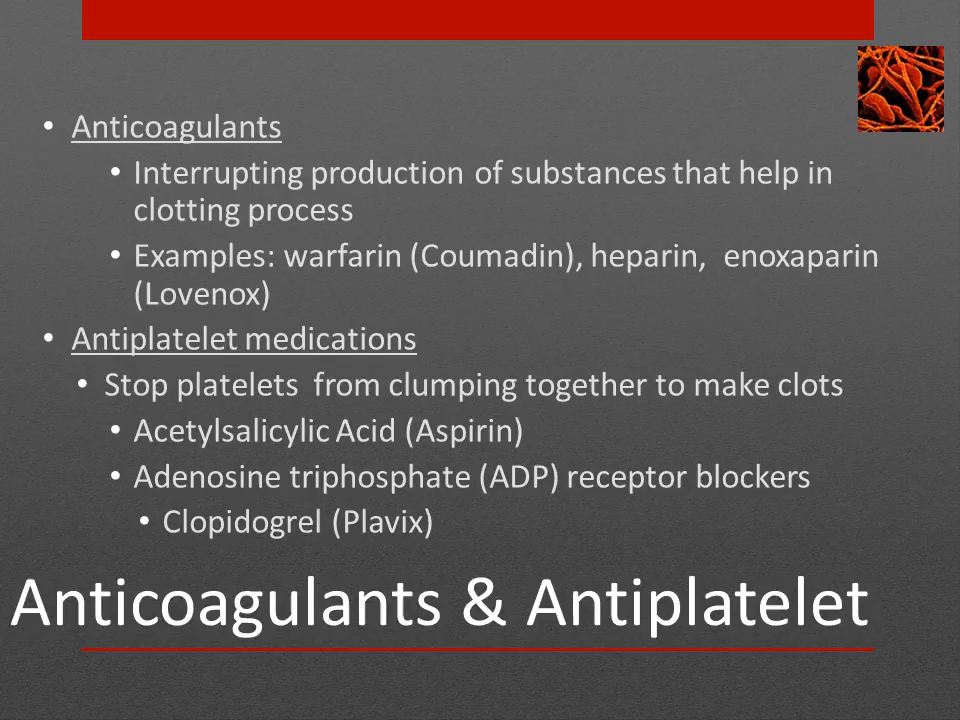 • Anticoagulants
• Interrupting production of substances that help in
clotting process
• Examples: warfarin (Coumadin), heparin, enoxaparin
(Lovenox)
• Antiplatelet medications
• Stop platelets from clumping together to make clots
• Acetylsalicylic Acid (Aspirin)
• Adenosine triphosphate (ADP) receptor blockers
• Clopidogrel (Plavix)
Anticoagulants & Antiplatelet